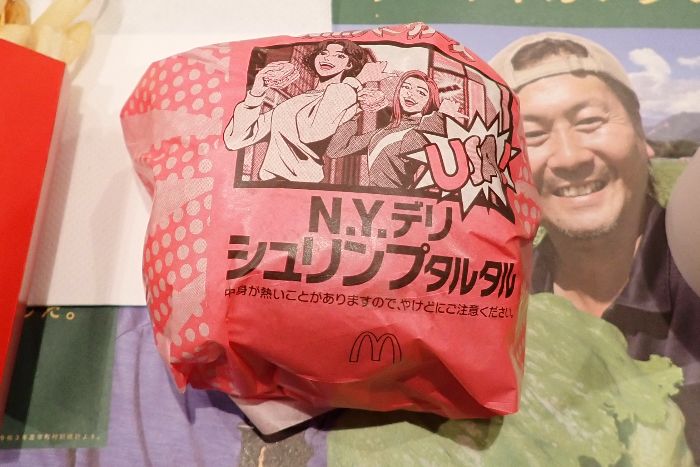 USA!
N.Y.デリ
シュリンプタルタル
中身が熱いことがありますので、やけどにご注意ください。
た。